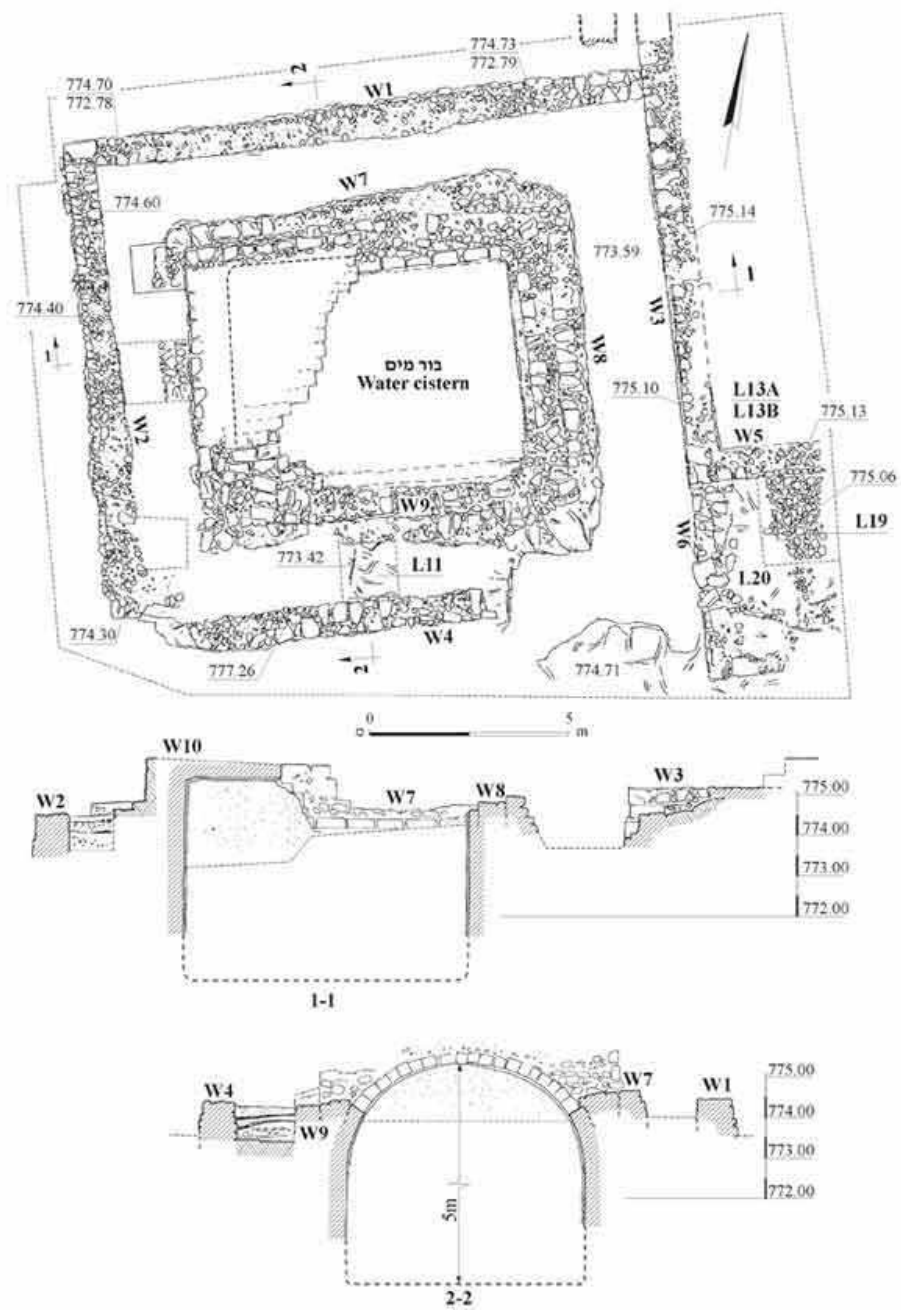 774.73
772.79
774.70
772.78
2
W1
W7
774.60
775.14
773.59
1
774.40
W3
1
בור מים
Water cistern
W8
775.10
L13A
L13B
W5
775.13
W2
775.06
W9
W6
L19
773.42
L11
L20
774.30
W4
777.26
2
774.71
0
5
m
W10
W2
W7
W8
W3
775.00
774.00
773.00
772.00
1-1
W4
W9
W7
W1
775.00
774.00
773.00
772.00
5m
2-2